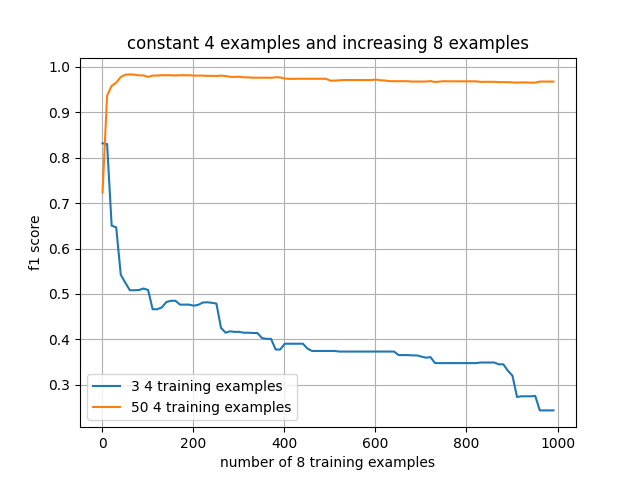 constant 4 examples and increasing 8 examples
1.0
0.9
0.8
0.7
0.6
0.5
0.4
0.3
f1 score
3 4 training examples
50 4 training examples
0 200 400 600 800 1000
number of 8 training examples